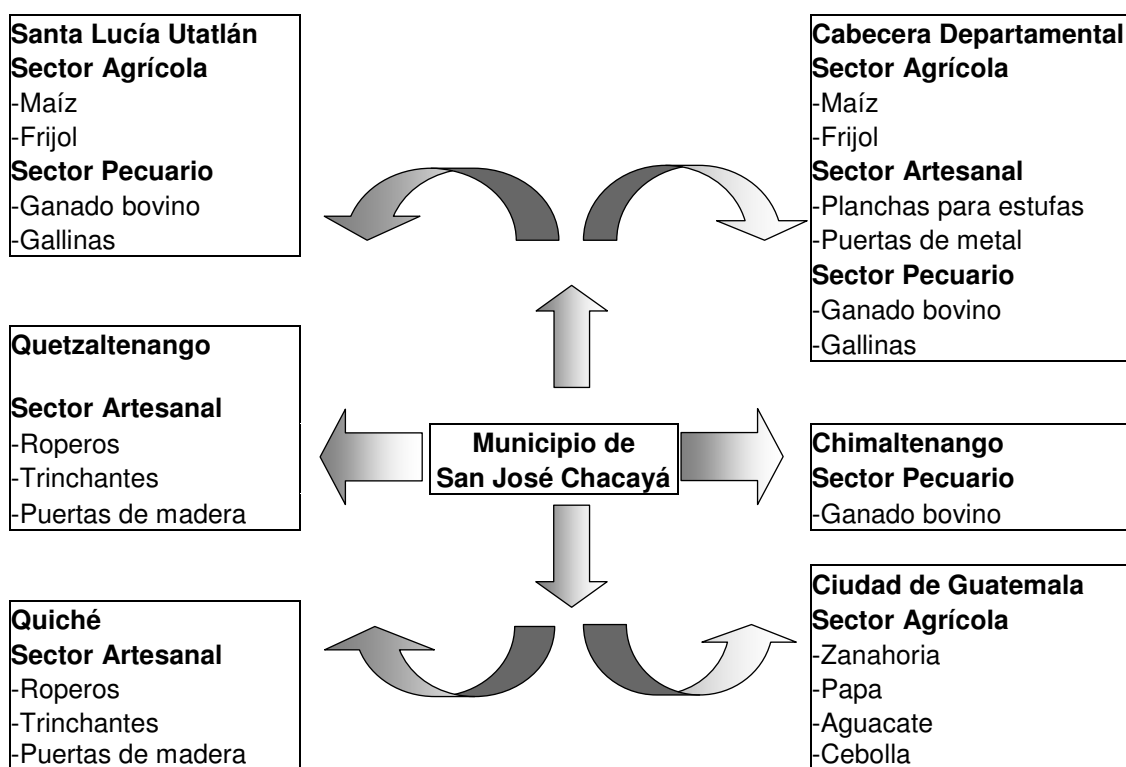 Santa Lucía Utatlán
Sector Agrícola
-Maíz
-Frijol
Sector Pecuario
-Ganado bovino
-Gallinas
Cabecera Departamental
Sector Agrícola
-Maíz
-Frijol
Sector Artesanal
-Planchas para estufas
-Puertas de metal
Sector Pecuario
-Ganado bovino
-Gallinas
Quetzaltenango
Sector Artesanal
-Roperos
-Trinchantes
-Puertas de madera
Municipio de
San José Chacayá
Chimaltenango
Sector Pecuario
-Ganado bovino
Quiché
Sector Artesanal
-Roperos
-Trinchantes
-Puertas de madera
Ciudad de Guatemala
Sector Agrícola
-Zanahoria
-Papa
-Aguacate
-Cebolla